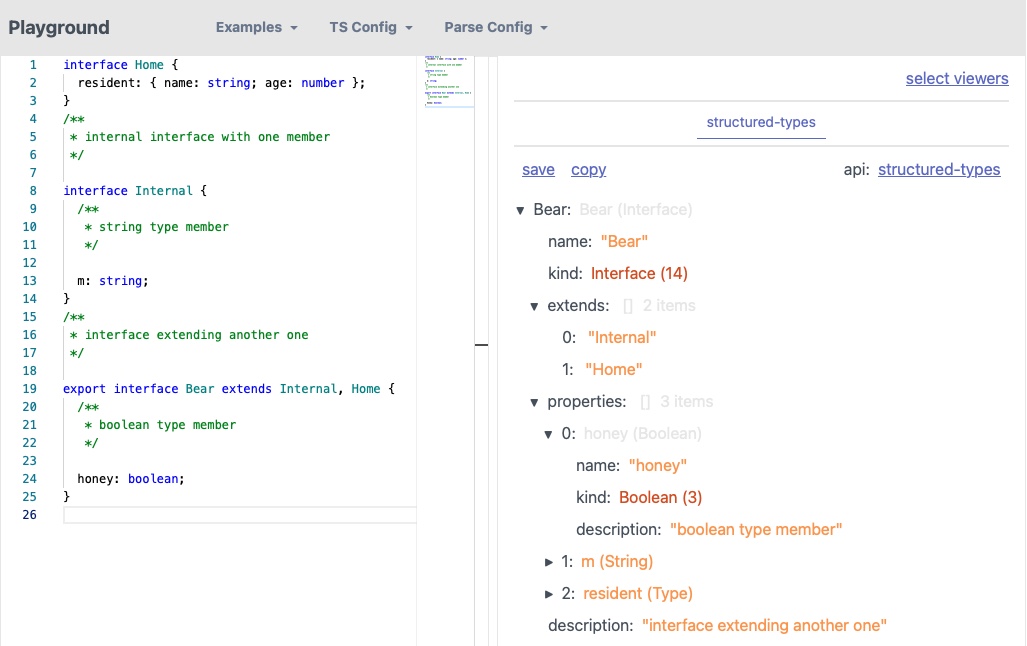 Playground Examples TS Config Parse Config
1 interface Home {
2 resident: { name: string; age: number };
3 }
4 /**
5 * internal interface with one member
6 */
7
8 interface Internal {
9 /**
10 * string type member
11 */
12
13 m: string;
14 }
15 /**
16 * interface extending another one
17 */
18
19 export interface Bear extends Internal, Home {
20 /**
21 * boolean type member
22 */
23
24 honey: boolean;
25 }
26
select viewers
structured-types
save copy api: structured-types
▼ Bear: Bear (Interface)
name: "Bear"
kind: Interface (14)
▼ extends: [] 2 items
0: "Internal"
1: "Home"
▼ properties: [] 3 items
▼ 0: honey (Boolean)
name: "honey"
kind: Boolean (3)
description: "boolean type member"
▶ 1: m (String)
▶ 2: resident (Type)
description: "interface extending another one"